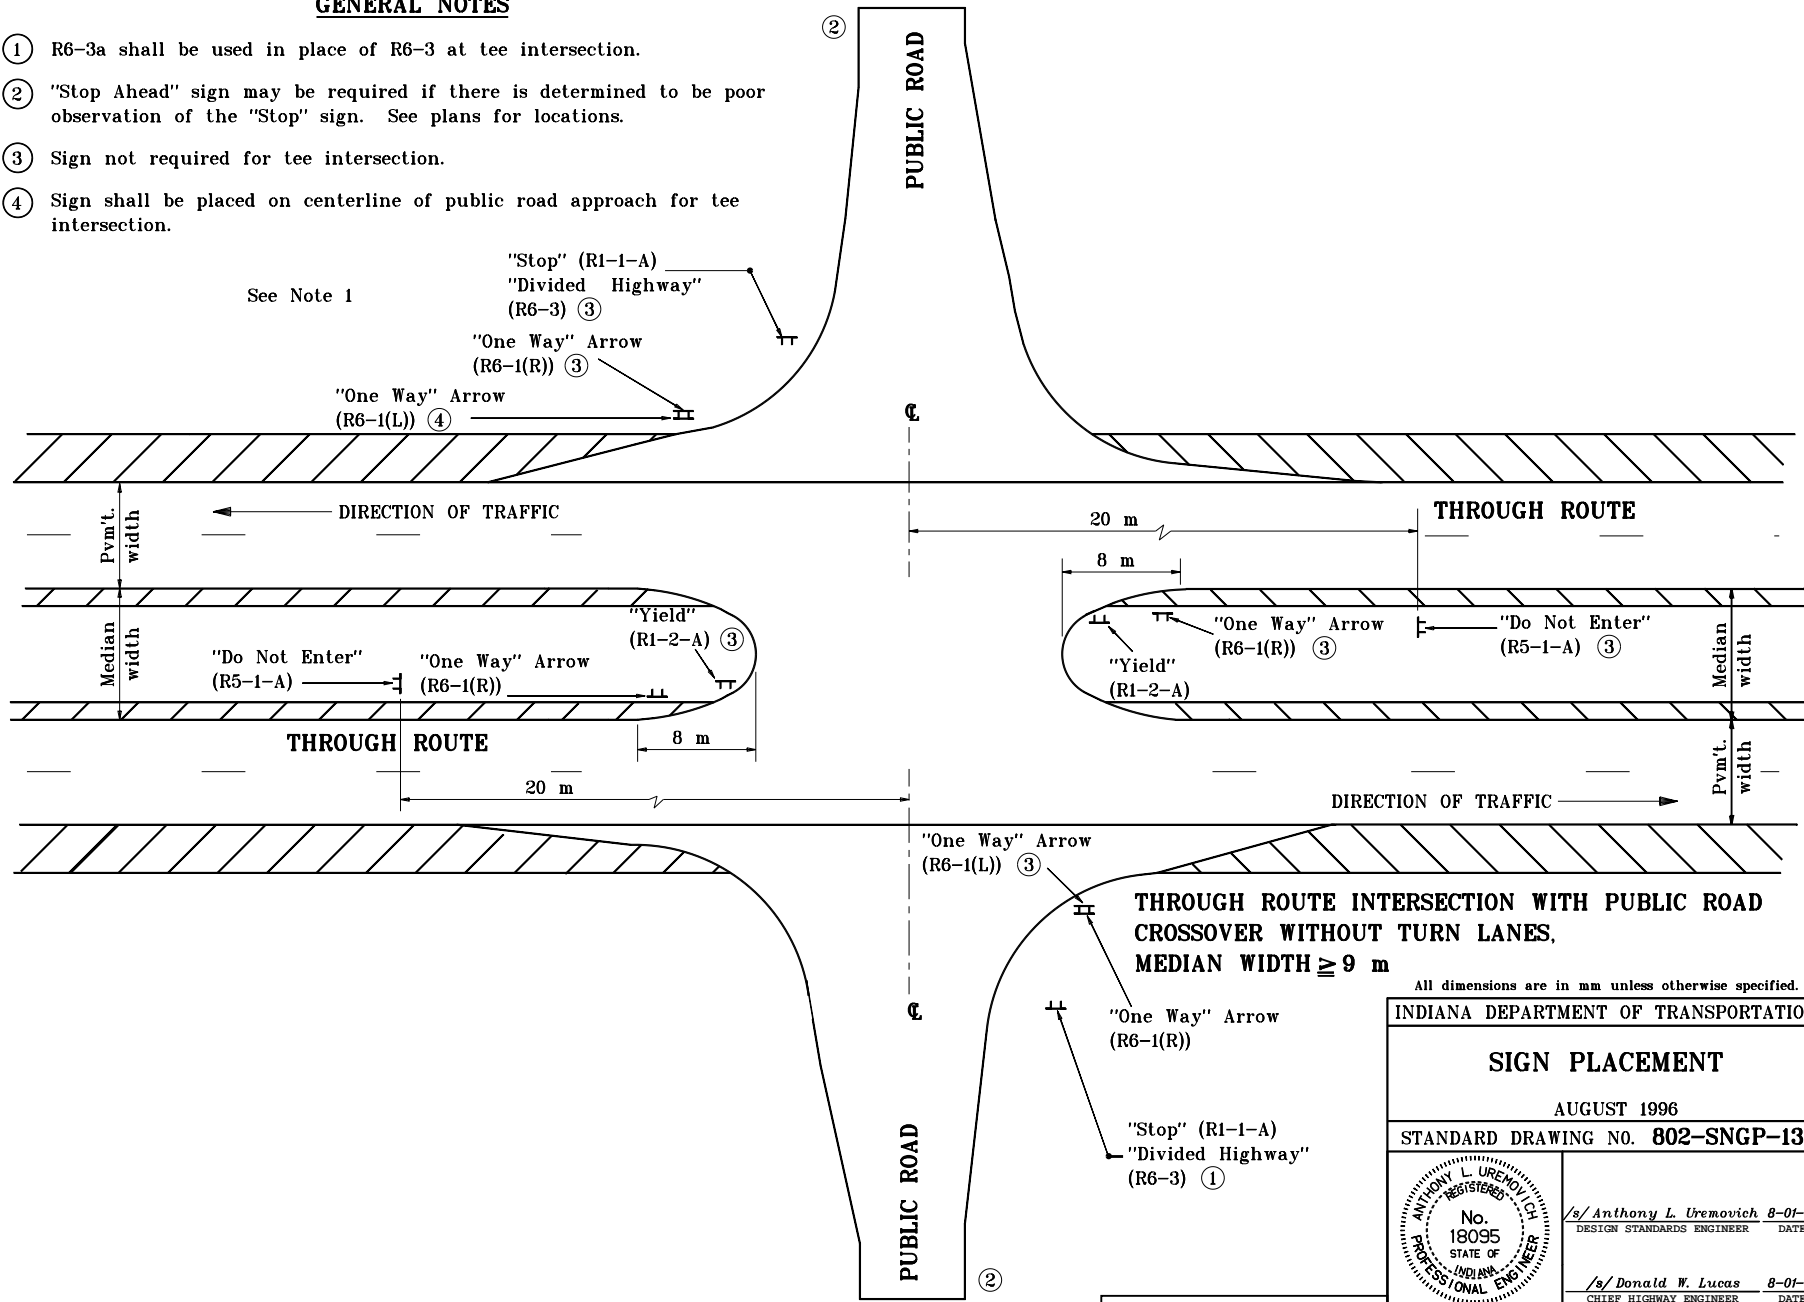 GENERAL NOTES
1 R6-3a shall be used in place of R6-3 at tee intersection.
2 "Stop Ahead" sign may be required if there is determined to be poor
observation of the "Stop" sign. See plans for locations.
3 Sign not required for tee intersection.
4 Sign shall be placed on centerline of public road approach for tee
intersection.
See Note 1
2
PUBLIC ROAD
"Stop" (R1-1-A)
"Divided Highway"
(R6-3) 3
"One Way" Arrow
(R6-1(R)) 3
"One Way" Arrow
(R6-1(L)) 4
℄
DIRECTION OF TRAFFIC
THROUGH ROUTE
20 m
8 m
Pvm't.
width
Median
width
"Yield"
(R1-2-A) 3
"Do Not Enter"
(R5-1-A)
"One Way" Arrow
(R6-1(R))
"One Way" Arrow
(R6-1(R)) 3
"Yield"
(R1-2-A)
"Do Not Enter"
(R5-1-A) 3
Median
width
THROUGH ROUTE
8 m
20 m
Pvm't.
width
DIRECTION OF TRAFFIC
"One Way" Arrow
(R6-1(L)) 3
THROUGH ROUTE INTERSECTION WITH PUBLIC ROAD
CROSSOVER WITHOUT TURN LANES,
MEDIAN WIDTH ≧ 9 m
℄
"One Way" Arrow
(R6-1(R))
"Stop" (R1-1-A)
"Divided Highway"
(R6-3) 1
PUBLIC ROAD
2
All dimensions are in mm unless otherwise specified.
INDIANA DEPARTMENT OF TRANSPORTATIO
SIGN PLACEMENT
AUGUST 1996
STANDARD DRAWING NO. 802-SNGP-13
ANTHONY L. UREMOVICH
REGISTERED
No.
18095
STATE OF
INDIANA
PROFESSIONAL ENGINEER
/s/ Anthony L. Uremovich 8-01-
DESIGN STANDARDS ENGINEER DATE
/s/ Donald W. Lucas 8-01-
CHIEF HIGHWAY ENGINEER DATE